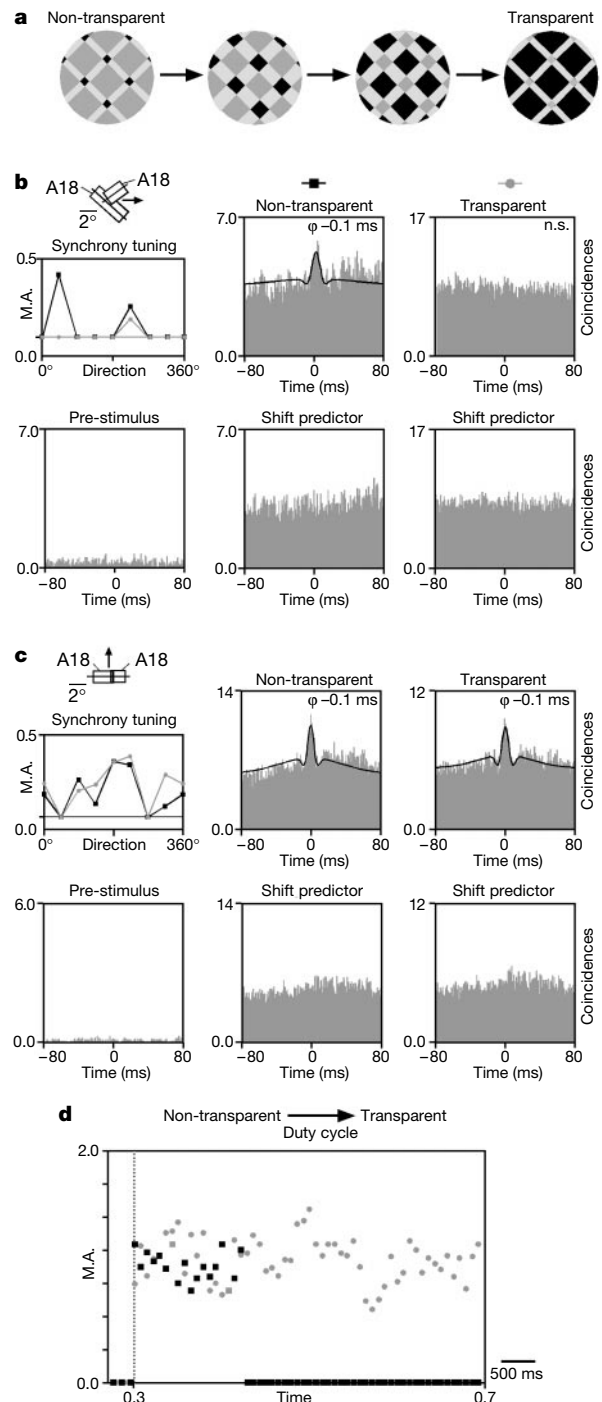 a Non-transparent Transparent
b
A18 A18
2°
Non-transparent Transparent
Synchrony tuning
7.0 φ −0.1 ms 17 n.s.
0.5
M.A.
Coincidences
0.0 0.0 0
0° Direction 360° −80 0 80 −80 0 80
Time (ms) Time (ms)
Pre-stimulus Shift predictor Shift predictor
7.0 7.0 17
Coincidences
0.0 0.0 0
−80 0 80 −80 0 80 −80 0 80
Time (ms) Time (ms) Time (ms)
c
A18 A18
2°
Non-transparent Transparent
Synchrony tuning
14 φ −0.1 ms 12 φ −0.1 ms
0.5
M.A.
Coincidences
0.0 0.0 0.0
0° Direction 360° −80 0 80 −80 0 80
Time (ms) Time (ms)
Pre-stimulus Shift predictor Shift predictor
6.0 14 12
Coincidences
0.0 0.0 0.0
−80 0 80 −80 0 80 −80 0 80
Time (ms) Time (ms) Time (ms)
d
Non-transparent Transparent
Duty cycle
2.0
M.A.
500 ms
0.0
0.3 Time 0.7